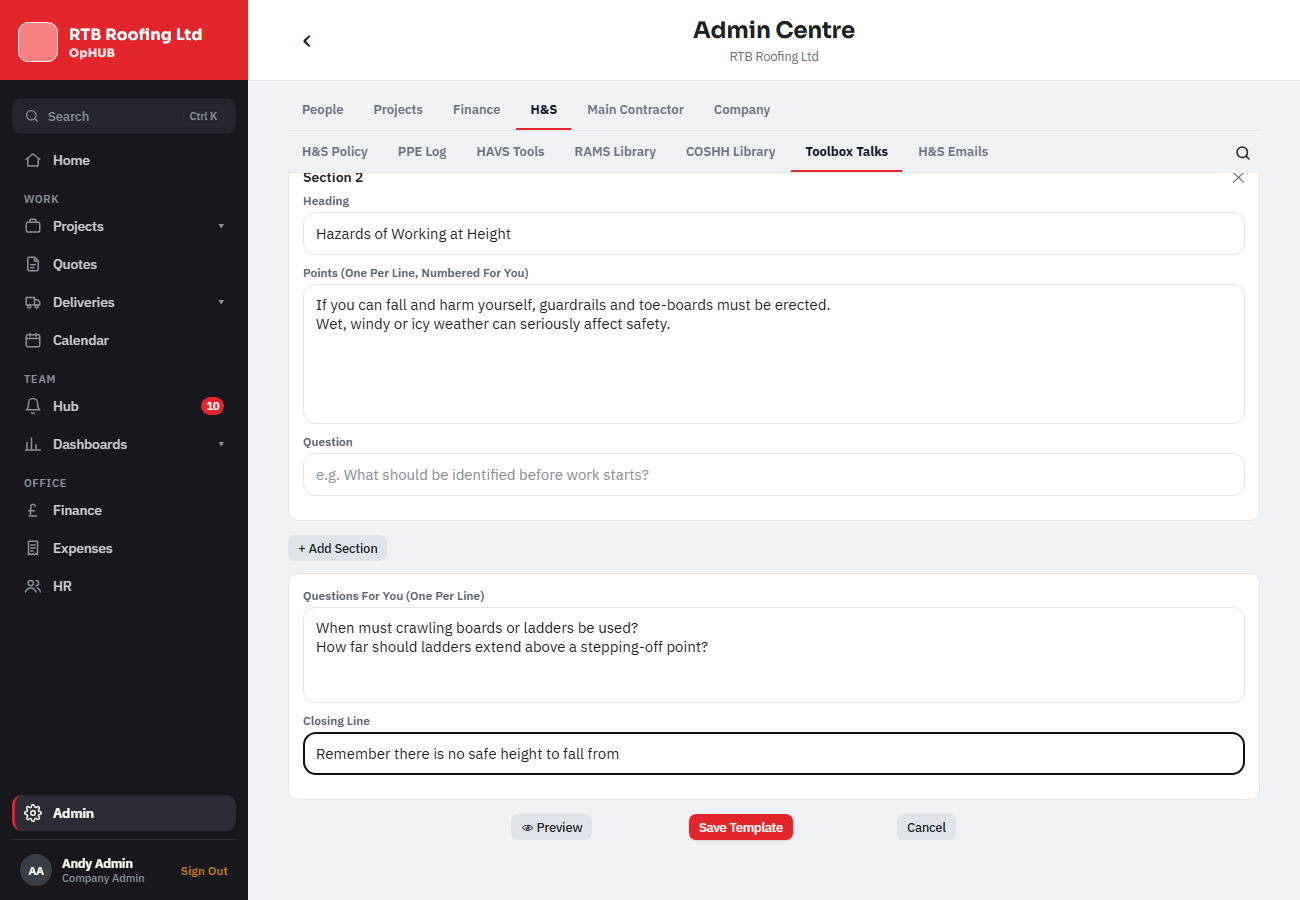 RTB Roofing Ltd
OpHUB
Search
Ctrl K
Home
WORK
Projects
Quotes
Deliveries
Calendar
TEAM
Hub
10
Dashboards
OFFICE
Finance
Expenses
HR
Admin
AA
Andy Admin
Company Admin
Sign Out
Admin Centre
RTB Roofing Ltd
People
Projects
Finance
H&S
Main Contractor
Company
H&S Policy
PPE Log
HAVS Tools
RAMS Library
COSHH Library
Toolbox Talks
H&S Emails
Section 2
Heading
Hazards of Working at Height
Points (One Per Line, Numbered For You)
If you can fall and harm yourself, guardrails and toe-boards must be erected.
Wet, windy or icy weather can seriously affect safety.
Question
e.g. What should be identified before work starts?
+ Add Section
Questions For You (One Per Line)
When must crawling boards or ladders be used?
How far should ladders extend above a stepping-off point?
Closing Line
Remember there is no safe height to fall from
Preview
Save Template
Cancel